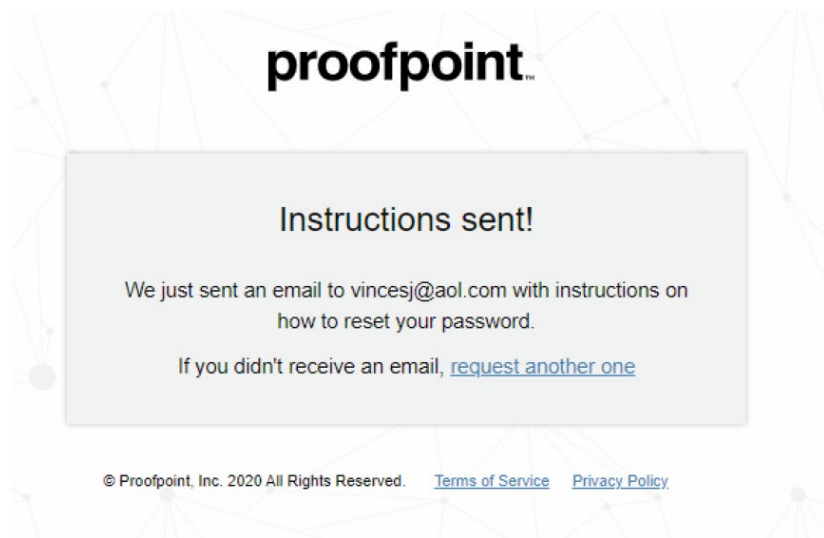 proofpoint™
Instructions sent!
We just sent an email to vincesj@aol.com with instructions on
how to reset your password.
If you didn't receive an email, request another one
© Proofpoint, Inc. 2020 All Rights Reserved. Terms of Service Privacy Policy